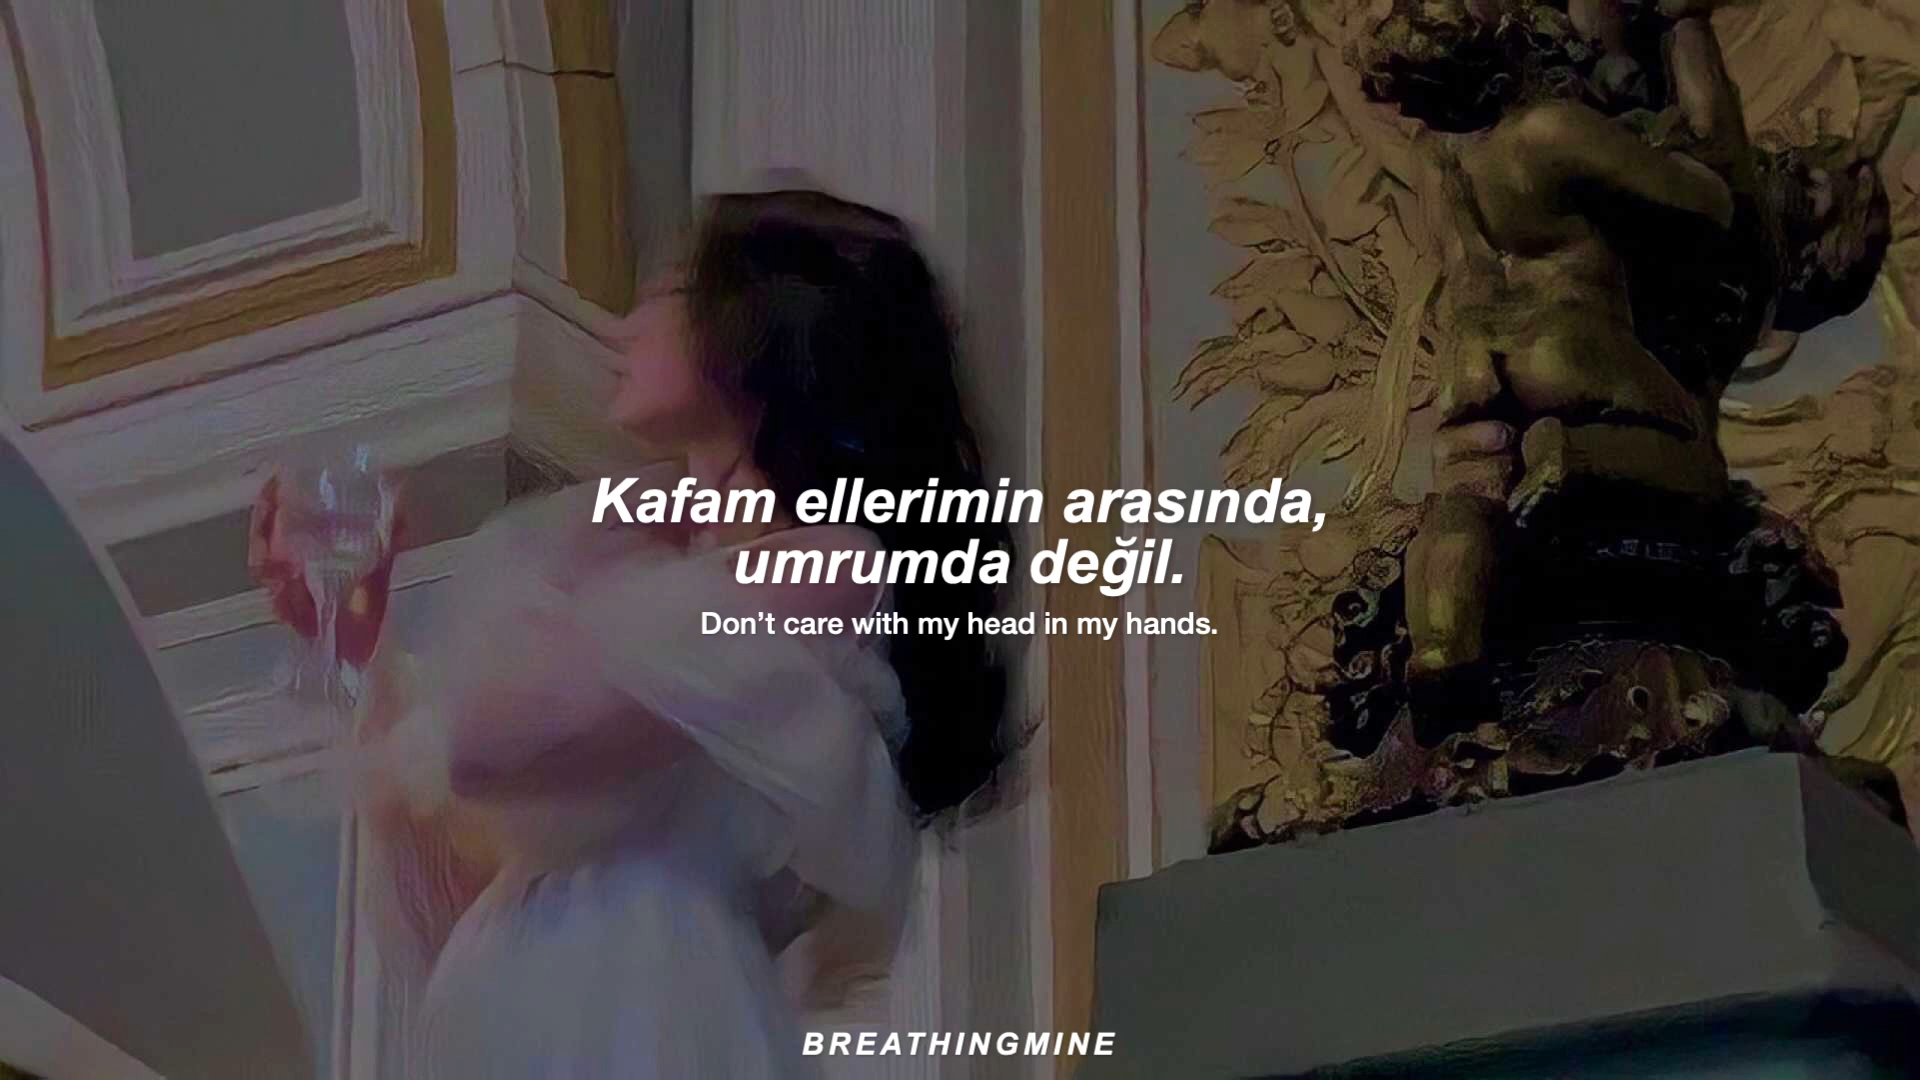 Kafam ellerimin arasında,
umrumda değil.
Don’t care with my head in my hands.
BREATHINGMINE